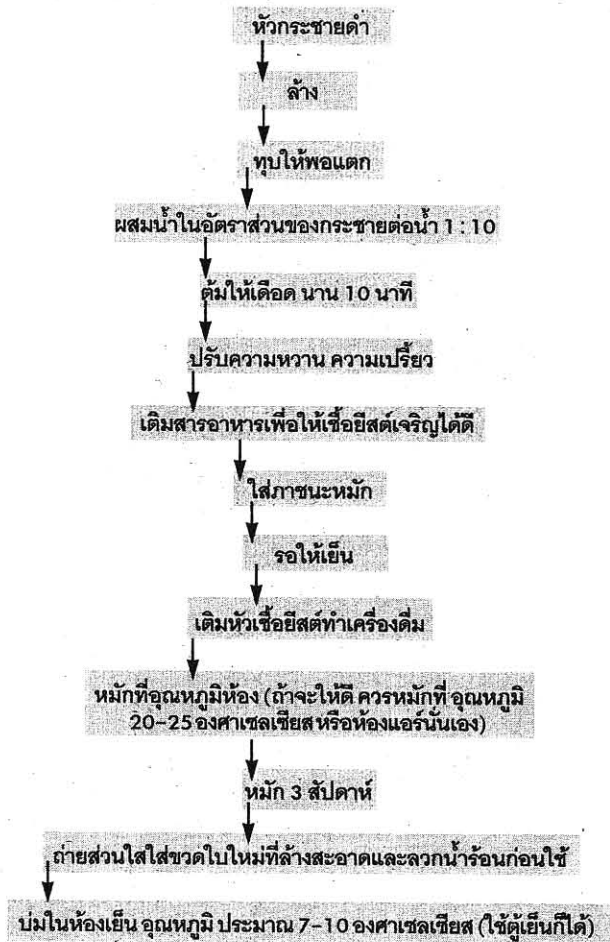 หัวกระชายดำ
ล้าง
ทุบให้พอแตก
ผสมน้ำในอัตราส่วนของกระชายต่อน้ำ 1 : 10
ต้มให้เดือด นาน 10 นาที
ปรับความหวาน ความเปรี้ยว
เติมสารอาหารเพื่อให้เชื้อยีสต์เจริญได้ดี
ใส่ภาชนะหมัก
รอให้เย็น
เติมหัวเชื้อยีสต์ทำเครื่องดื่ม
หมักที่อุณหภูมิห้อง (ถ้าจะให้ดี ควรหมักที่ อุณหภูมิ
20–25 องศาเซลเซียส หรือห้องแอร์นั่นเอง)
หมัก 3 สัปดาห์
ถ่ายส่วนใสใส่ขวดใบใหม่ที่ล้างสะอาดและลวกน้ำร้อนก่อนใช้
บ่มในห้องเย็น อุณหภูมิ ประมาณ 7–10 องศาเซลเซียส (ใช้ตู้เย็นก็ได้)